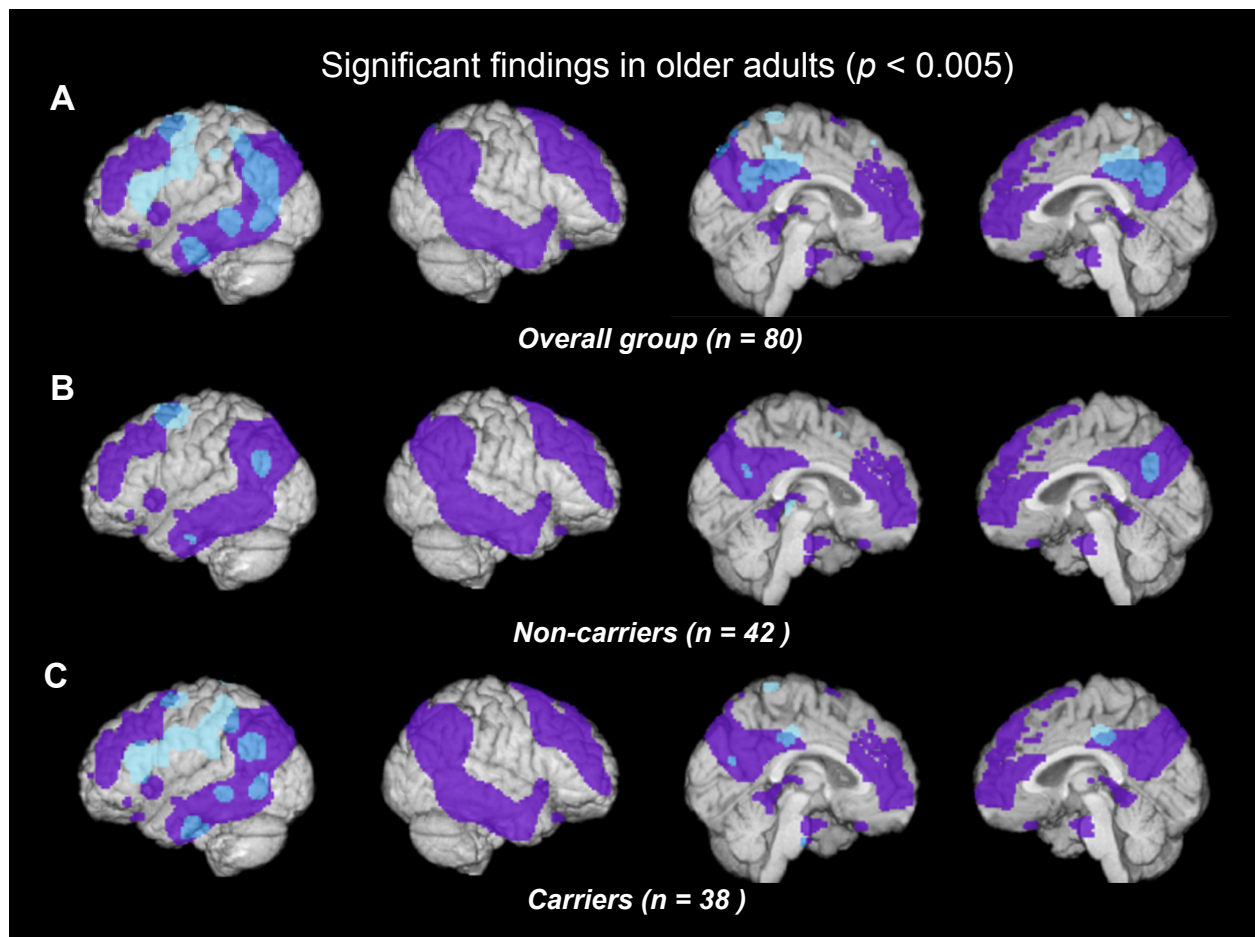 Significant findings in older adults (p < 0.005)
A
Overall group (n = 80)
B
Non-carriers (n = 42 )
C
Carriers (n = 38 )